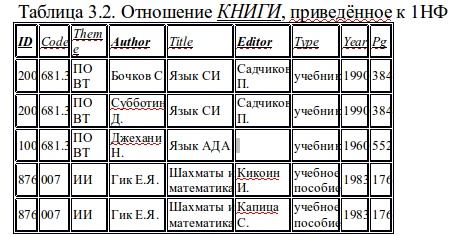 Таблица 3.2. Отношение КНИГИ, приведённое к 1НФ
ID Code Theme Author Title Editor Type Year Pg
200 681.3 ПО ВТ Бочков С Язык СИ Садчиков П. учебник 1990 384
200 681.3 ПО ВТ Субботин Д. Язык СИ Садчиков П. учебник 1990 384
100 681.3 ПО ВТ Джехани Н. Язык АДА учебник 1960 552
876 007 ИИ Гик Е.Я. Шахматы и математика Кикоин И. учебное пособие 1983 176
876 007 ИИ Гик Е.Я. Шахматы и математика Капица С. учебное пособие 1983 176